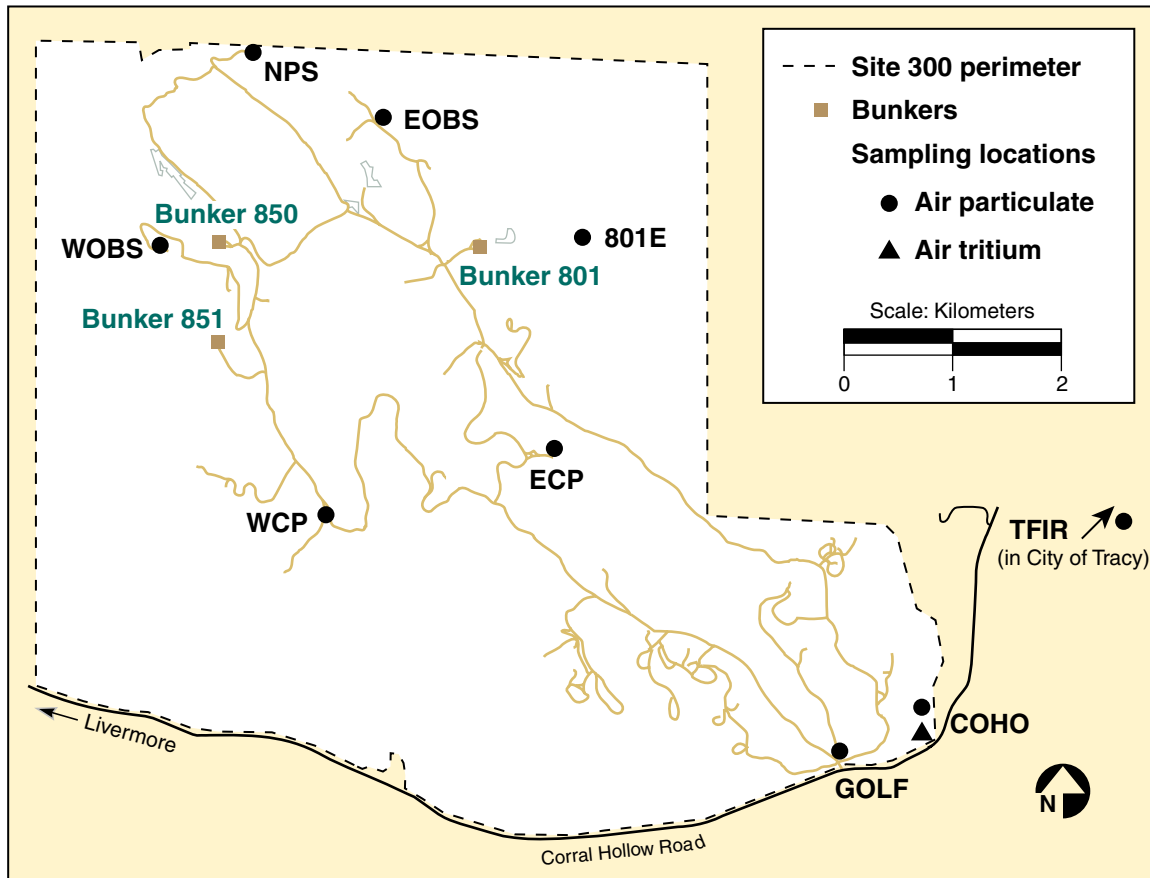 NPS
EOBS
Bunker 850
WOBS
801E
Bunker 801
Bunker 851
ECP
WCP
Site 300 perimeter
Bunkers
Sampling locations
Air particulate
Air tritium
Scale: Kilometers
0 1 2
TFIR
(in City of Tracy)
COHO
GOLF
Livermore
Corral Hollow Road
N